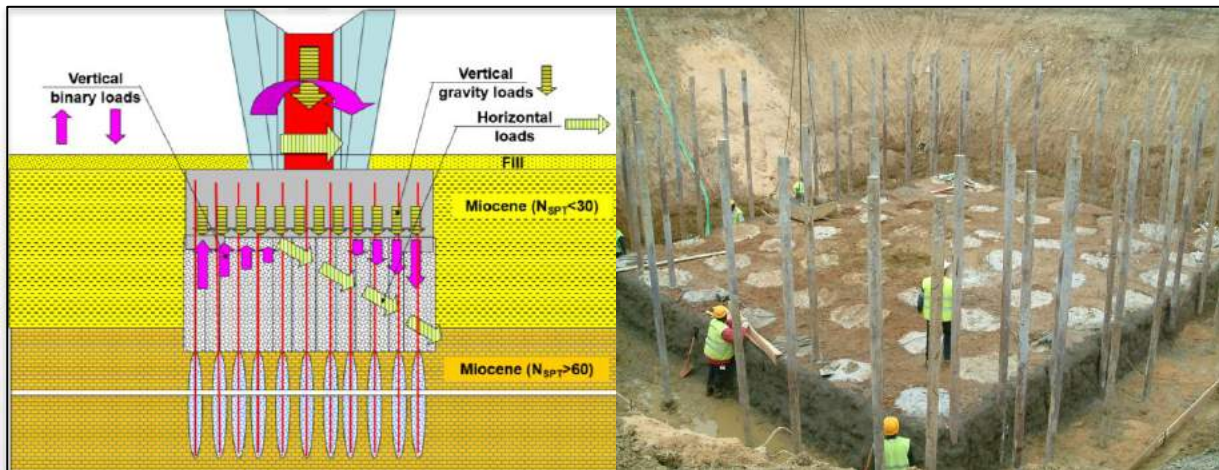 Vertical
binary loads
Vertical
gravity loads
Horizontal
loads
Fill
Miocene (NSPT<30)
Miocene (NSPT>60)